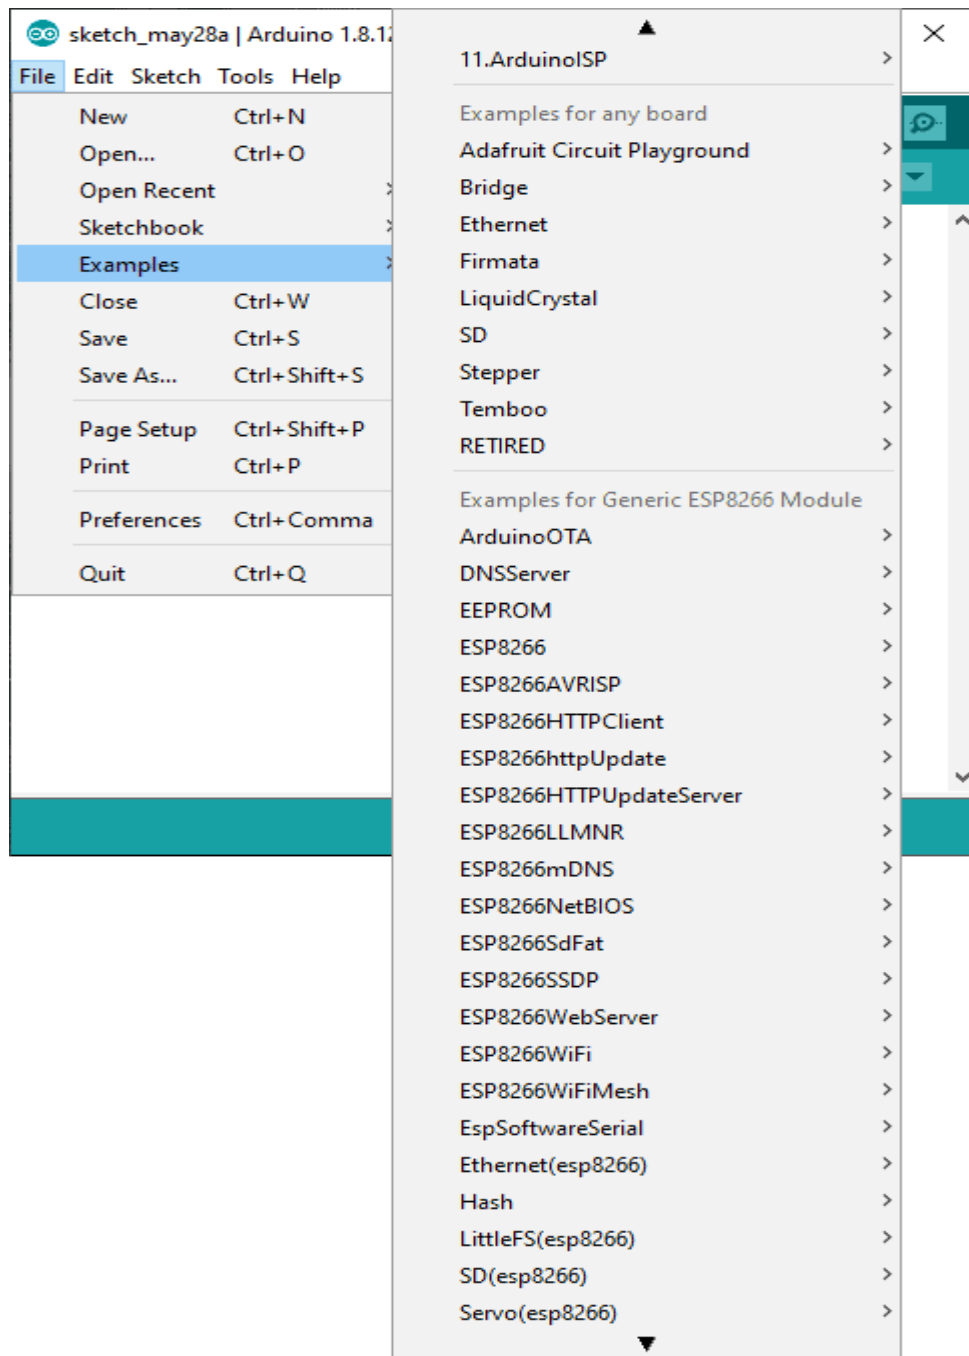 sketch_may28a | Arduino 1.8.12
File Edit Sketch Tools Help
New Ctrl+N
Open... Ctrl+O
Open Recent
Sketchbook
Examples
Close Ctrl+W
Save Ctrl+S
Save As... Ctrl+Shift+S
Page Setup Ctrl+Shift+P
Print Ctrl+P
Preferences Ctrl+Comma
Quit Ctrl+Q
11.ArduinoISP
Examples for any board
Adafruit Circuit Playground
Bridge
Ethernet
Firmata
LiquidCrystal
SD
Stepper
Temboo
RETIRED
Examples for Generic ESP8266 Module
ArduinoOTA
DNSServer
EEPROM
ESP8266
ESP8266AVRISP
ESP8266HTTPClient
ESP8266httpUpdate
ESP8266HTTPUpdateServer
ESP8266LLMNR
ESP8266mDNS
ESP8266NetBIOS
ESP8266SdFat
ESP8266SSDP
ESP8266WebServer
ESP8266WiFi
ESP8266WiFiMesh
EspSoftwareSerial
Ethernet(esp8266)
Hash
LittleFS(esp8266)
SD(esp8266)
Servo(esp8266)